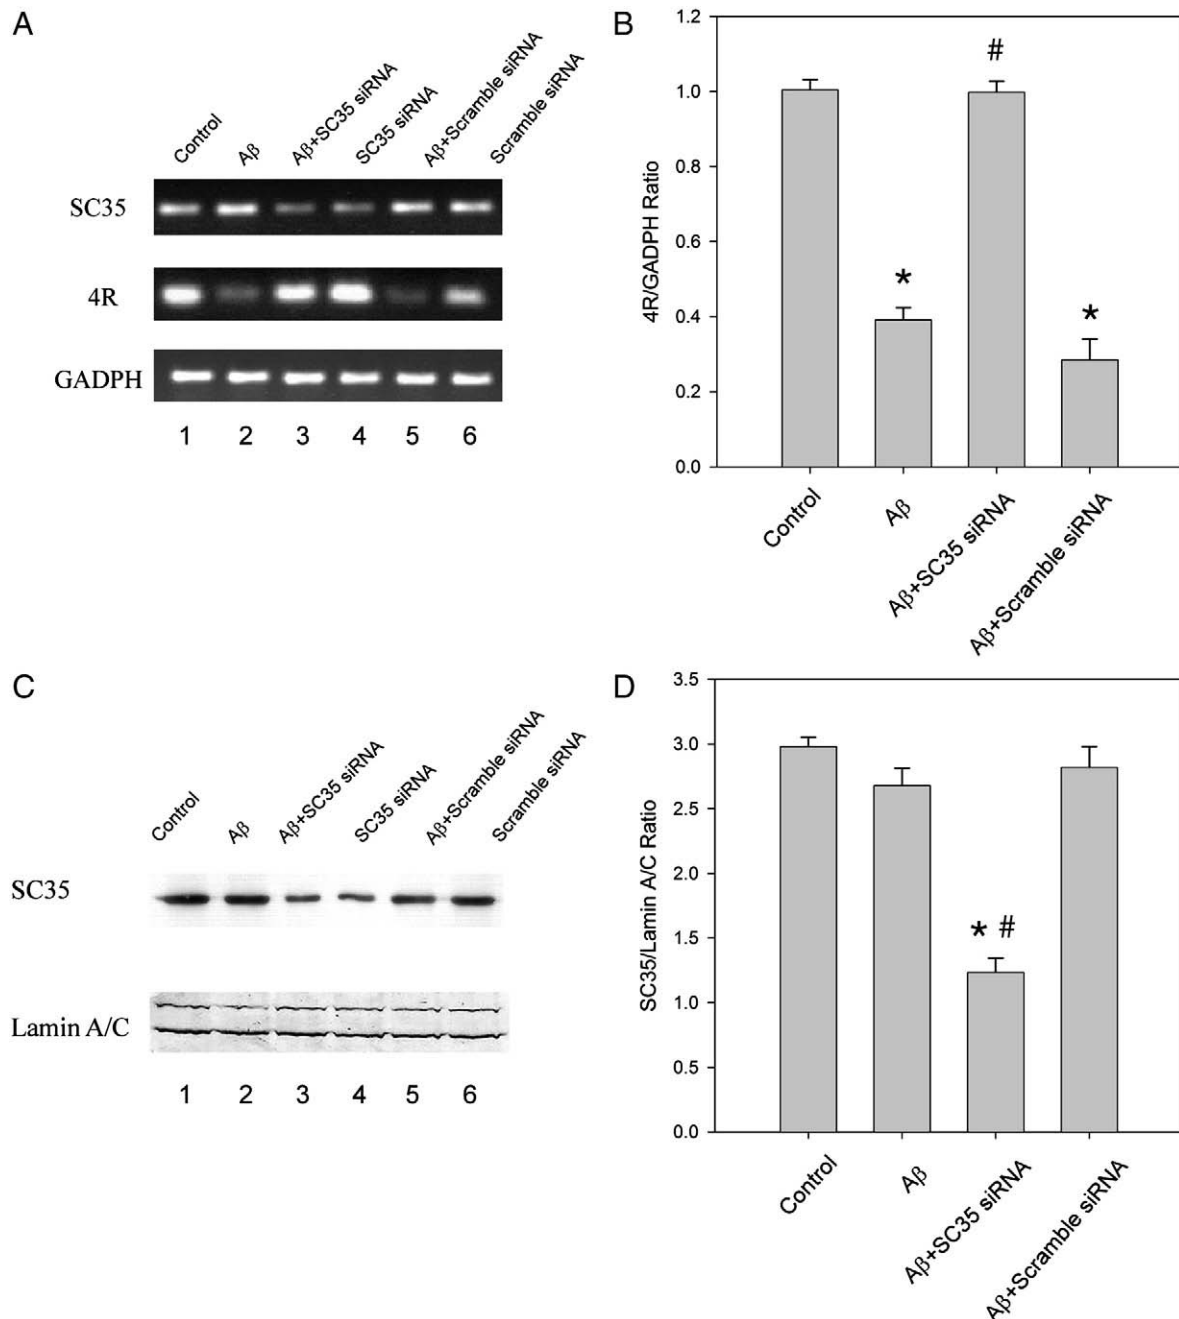 A
Control
Aβ
Aβ+SC35 siRNA
SC35 siRNA
Aβ+Scramble siRNA
Scramble siRNA
SC35
4R
GADPH
1 2 3 4 5 6
B
4R/GADPH Ratio
1.2
1.0
0.8
0.6
0.4
0.2
0.0
*
#
*
Control
Aβ
Aβ+SC35 siRNA
Aβ+Scramble siRNA
C
Control
Aβ
Aβ+SC35 siRNA
SC35 siRNA
Aβ+Scramble siRNA
Scramble siRNA
SC35
Lamin A/C
1 2 3 4 5 6
D
SC35/Lamin A/C Ratio
3.5
3.0
2.5
2.0
1.5
1.0
0.5
0.0
* #
Control
Aβ
Aβ+SC35 siRNA
Aβ+Scramble siRNA